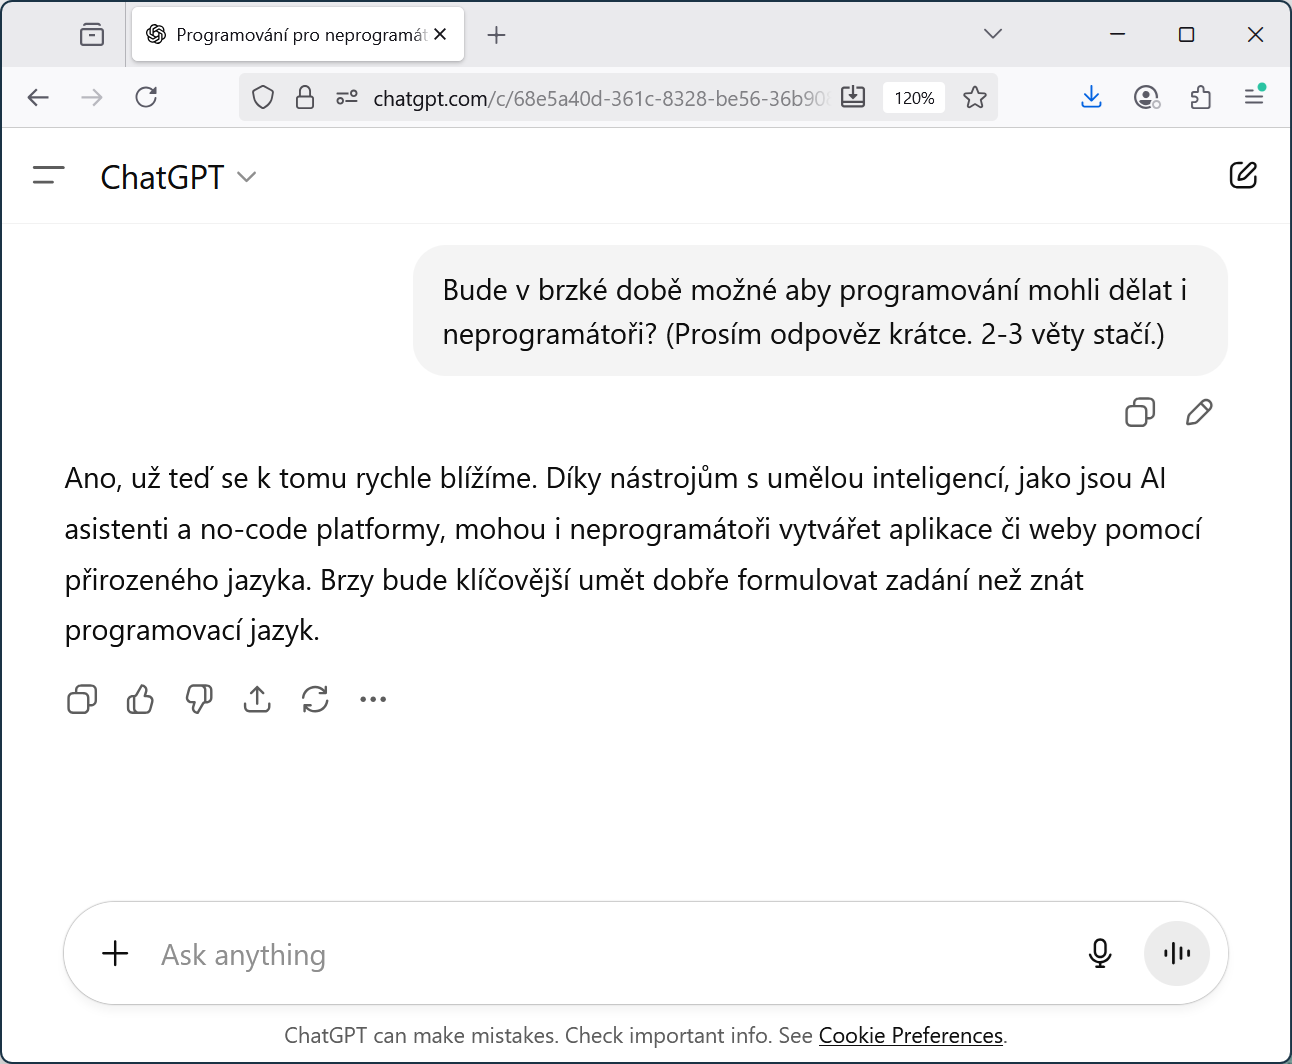 Programování pro neprogramát
chatgpt.com/c/68e5a40d-361c-8328-be56-36b908
120%
ChatGPT
Bude v brzké době možné aby programování mohli dělat i
neprogramátoři? (Prosím odpověz krátce. 2-3 věty stačí.)
Ano, už teď se k tomu rychle blížíme. Díky nástrojům s umělou inteligencí, jako jsou AI
asistenti a no-code platformy, mohou i neprogramátoři vytvářet aplikace či weby pomocí
přirozeného jazyka. Brzy bude klíčovější umět dobře formulovat zadání než znát
programovací jazyk.
Ask anything
ChatGPT can make mistakes. Check important info. See Cookie Preferences.